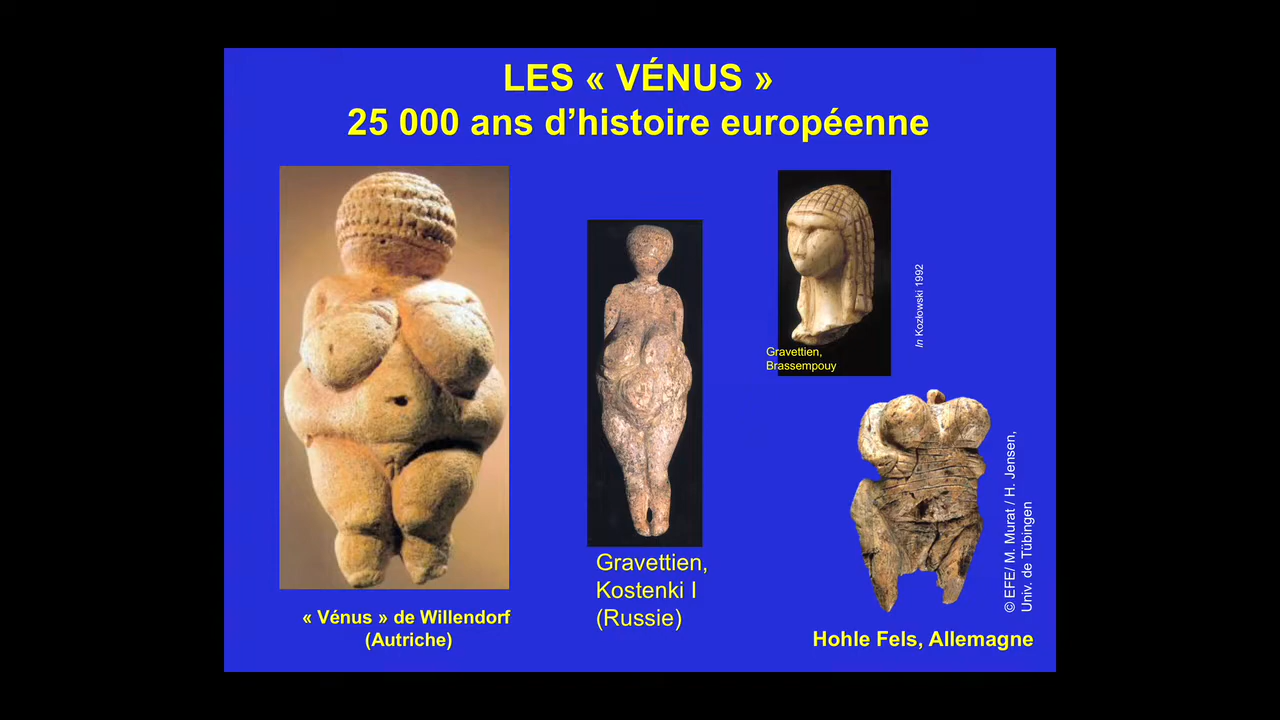 LES « VÉNUS »
25 000 ans d’histoire européenne
« Vénus » de Willendorf
(Autriche)
Gravettien,
Kostenki I
(Russie)
Gravettien,
Brassempouy
In Kozłowski 1992
© EFE/ M. Murat / H. Jensen,
Univ. de Tübingen
Hohle Fels, Allemagne